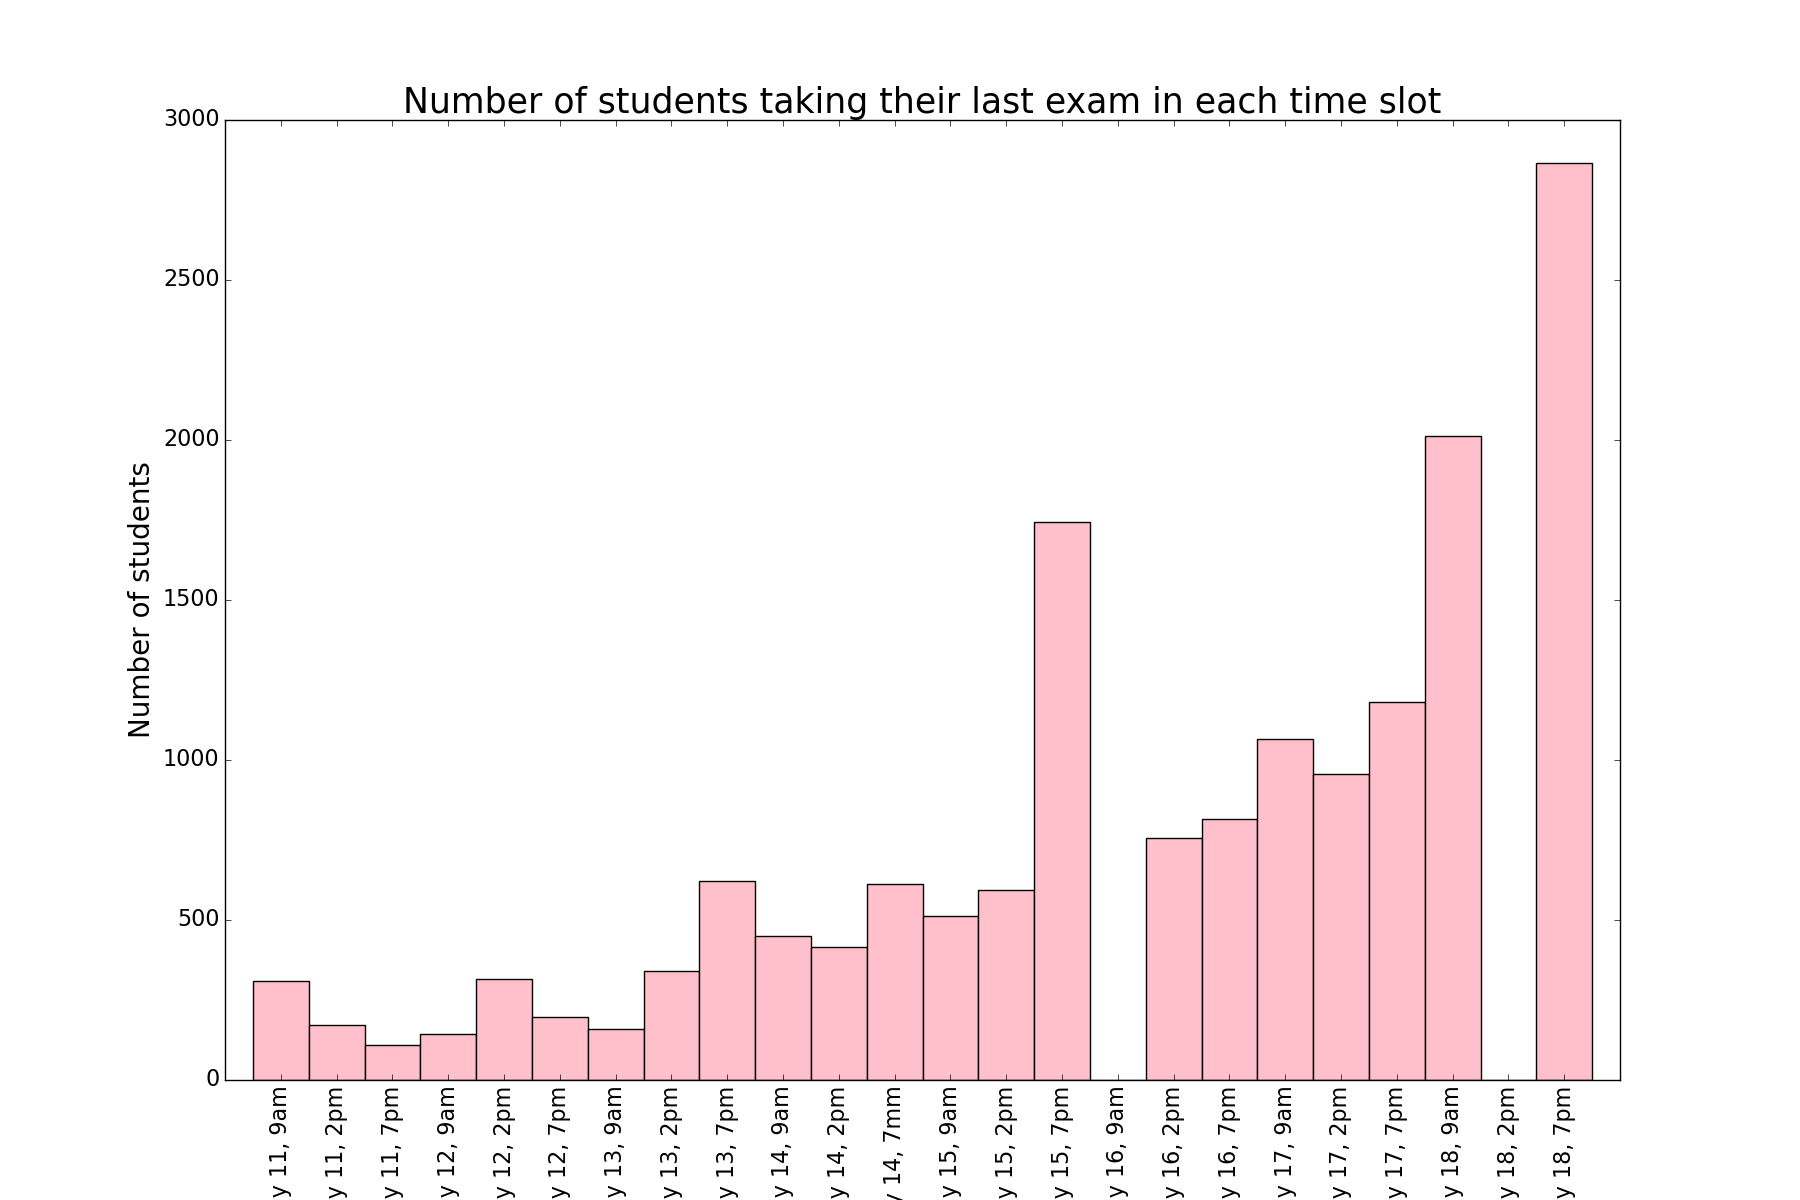 Number of students taking their last exam in each time slot
Number of students
3000
2500
2000
1500
1000
500
0
y 11, 9am
y 11, 2pm
y 11, 7pm
y 12, 9am
y 12, 2pm
y 12, 7pm
y 13, 9am
y 13, 2pm
y 13, 7pm
y 14, 9am
y 14, 2pm
y 14, 7mm
y 15, 9am
y 15, 2pm
y 15, 7pm
y 16, 9am
y 16, 2pm
y 16, 7pm
y 17, 9am
y 17, 2pm
y 17, 7pm
y 18, 9am
y 18, 2pm
y 18, 7pm